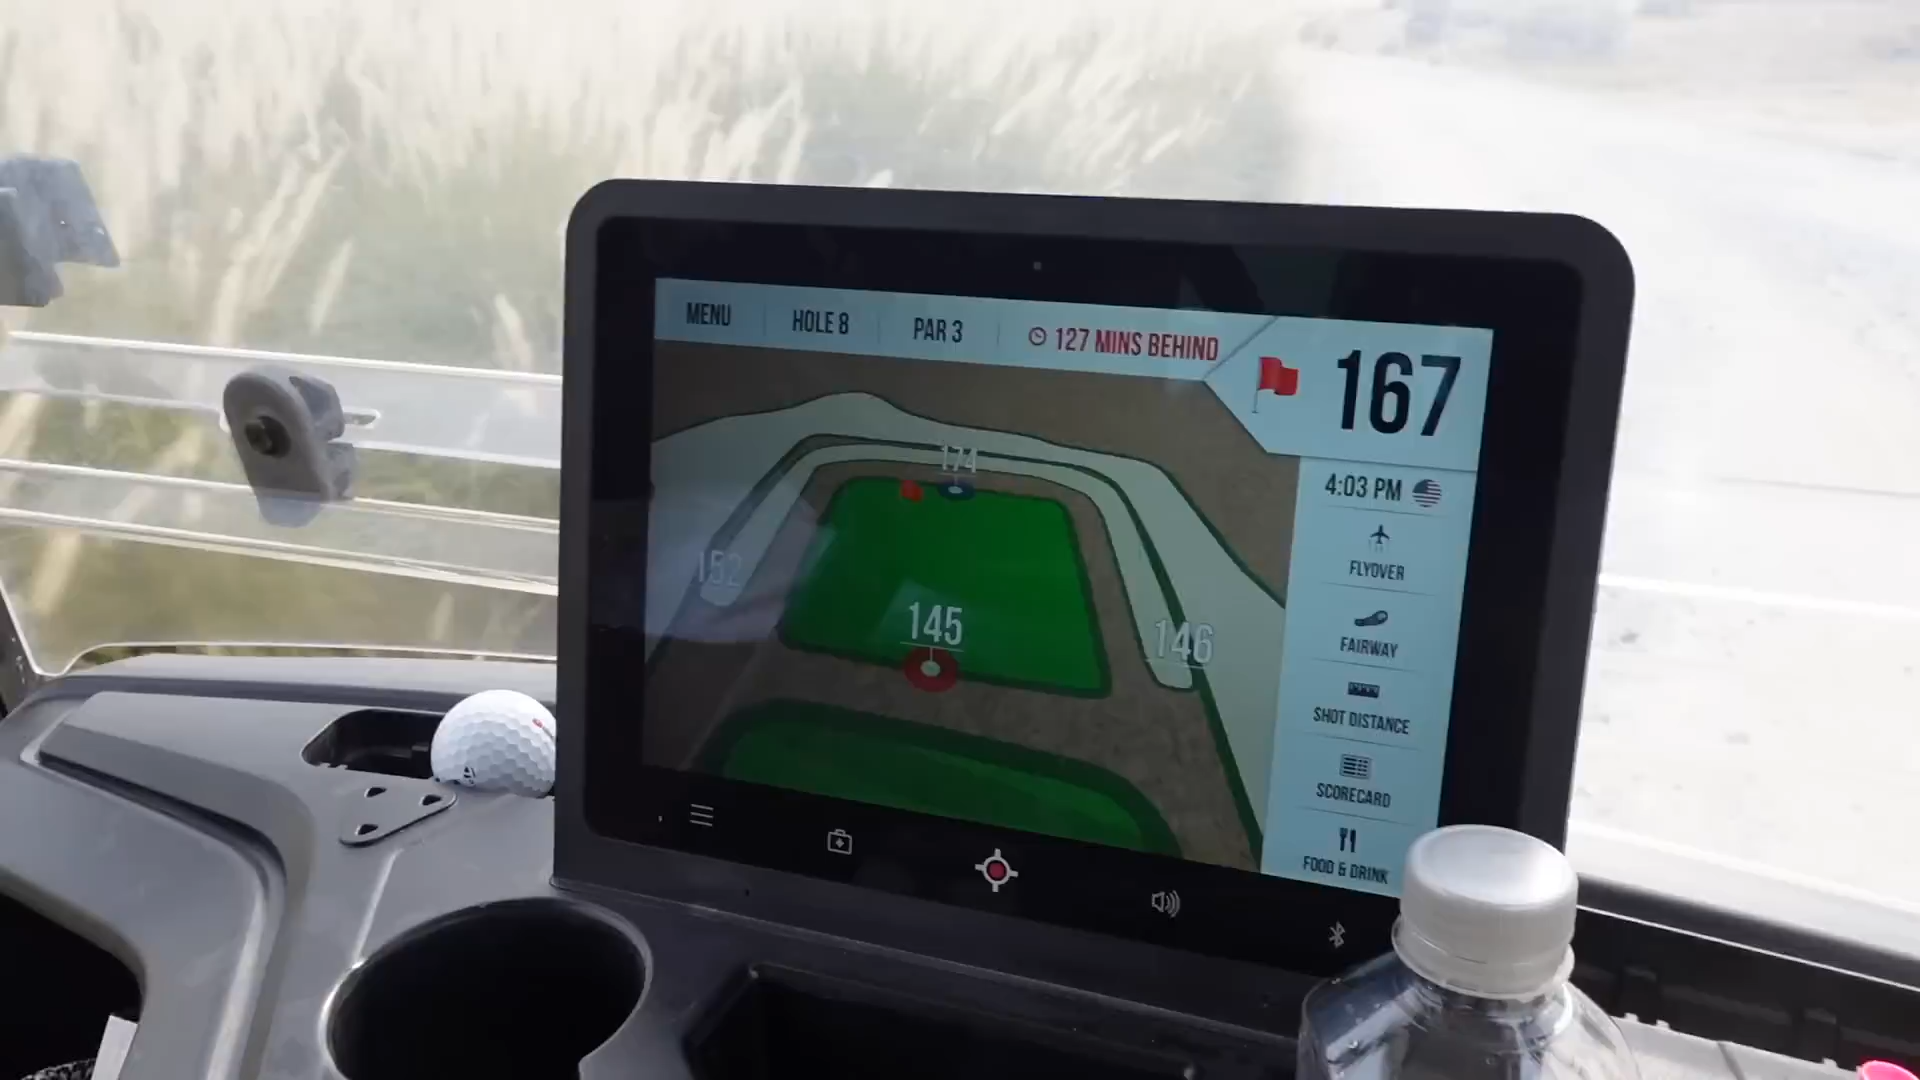 MENU
HOLE 8
PAR 3
127 MINS BEHIND
167
4:03 PM
174
152
145
146
FLYOVER
FAIRWAY
SHOT DISTANCE
SCORECARD
FOOD & DRINK